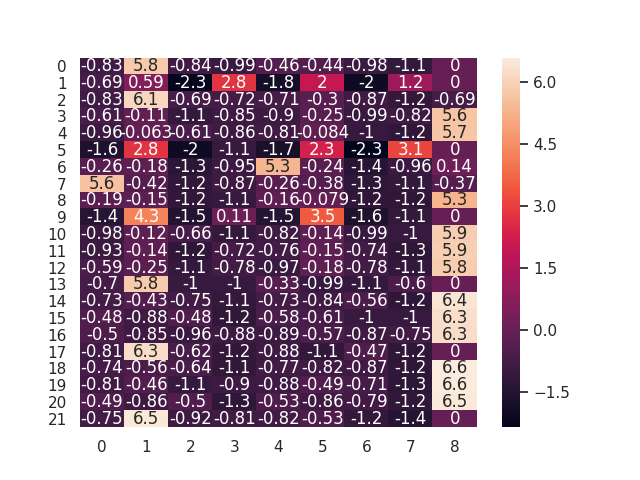 0 -0.83 5.8 -0.84 -0.99 -0.46 -0.44 -0.98 -1.1 0
1 -0.69 0.59 -2.3 2.8 -1.8 2 -2 1.2 0
2 -0.83 6.1 -0.69 -0.72 -0.71 -0.3 -0.87 -1.2 -0.69
3 -0.61 -0.11 -1.1 -0.85 -0.9 -0.25 -0.99 -0.82 5.6
4 -0.96 -0.063 -0.61 -0.86 -0.81 -0.084 -1 -1.2 5.7
5 -1.6 2.8 -2 -1.1 -1.7 2.3 -2.3 3.1 0
6 -0.26 -0.18 -1.3 -0.95 5.3 -0.24 -1.4 -0.96 0.14
7 5.6 -0.42 -1.2 -0.87 -0.26 -0.38 -1.3 -1.1 -0.37
8 -0.19 -0.15 -1.2 -1.1 -0.16 -0.079 -1.2 -1.2 5.3
9 -1.4 4.3 -1.5 0.11 -1.5 3.5 -1.6 -1.1 0
10 -0.98 -0.12 -0.66 -1.1 -0.82 -0.14 -0.99 -1 5.9
11 -0.93 -0.14 -1.2 -0.72 -0.76 -0.15 -0.74 -1.3 5.9
12 -0.59 -0.25 -1.1 -0.78 -0.97 -0.18 -0.78 -1.1 5.8
13 -0.7 5.8 -1 -1 -0.33 -0.99 -1.1 -0.6 0
14 -0.73 -0.43 -0.75 -1.1 -0.73 -0.84 -0.56 -1.2 6.4
15 -0.48 -0.88 -0.48 -1.2 -0.58 -0.61 -1 -1 6.3
16 -0.5 -0.85 -0.96 -0.88 -0.89 -0.57 -0.87 -0.75 6.3
17 -0.81 6.3 -0.62 -1.2 -0.88 -1.1 -0.47 -1.2 0
18 -0.74 -0.56 -0.64 -1.1 -0.77 -0.82 -0.87 -1.2 6.6
19 -0.81 -0.46 -1.1 -0.9 -0.88 -0.49 -0.71 -1.3 6.6
20 -0.49 -0.86 -0.5 -1.3 -0.53 -0.86 -0.79 -1.2 6.5
21 -0.75 6.5 -0.92 -0.81 -0.82 -0.53 -1.2 -1.4 0
0 1 2 3 4 5 6 7 8
6.0
4.5
3.0
1.5
0.0
−1.5